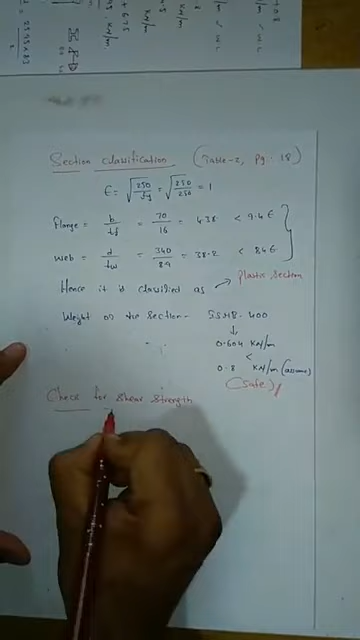 Section classification (Table-2, Pg. 18)
ϵ = √250/fy = √250/250 = 1
Flange = b/tf = 70/16 = 4.38 < 9.4ϵ
Web = d/tw = 340/8.9 = 38.2 < 84ϵ
Hence it is classified as → plastic section
Weight of the section - ISMB-400
↓
0.604 KN/m
<
0.8 KN/m (assume)
(Safe)
Check for Shear Strength